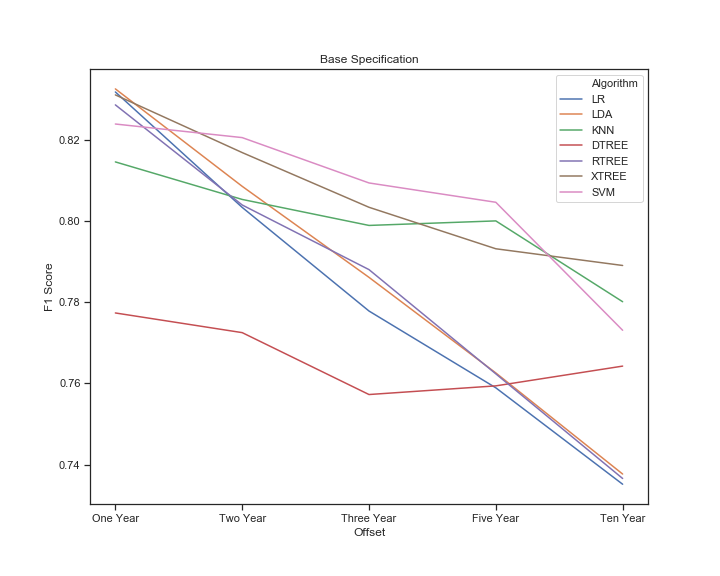 Base Specification
Algorithm
LR
LDA
KNN
DTREE
RTREE
XTREE
SVM
F1 Score
0.82
0.80
0.78
0.76
0.74
One Year Two Year Three Year Five Year Ten Year
Offset